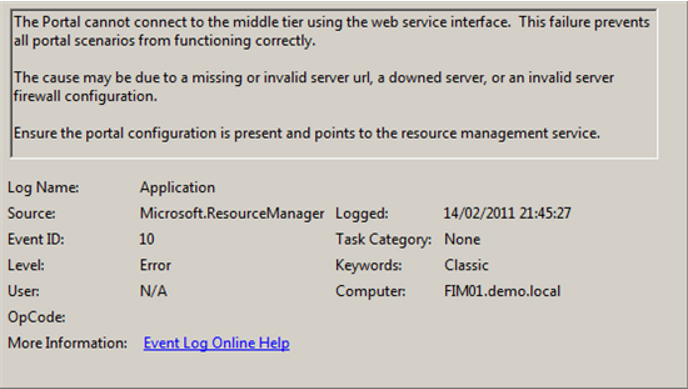 The Portal cannot connect to the middle tier using the web service interface.  This failure prevents
all portal scenarios from functioning correctly.
The cause may be due to a missing or invalid server url, a downed server, or an invalid server
firewall configuration.
Ensure the portal configuration is present and points to the resource management service.
Log Name: Application
Source: Microsoft.ResourceManager Logged: 14/02/2011 21:45:27
Event ID: 10 Task Category: None
Level: Error Keywords: Classic
User: N/A Computer: FIM01.demo.local
OpCode:
More Information: Event Log Online Help